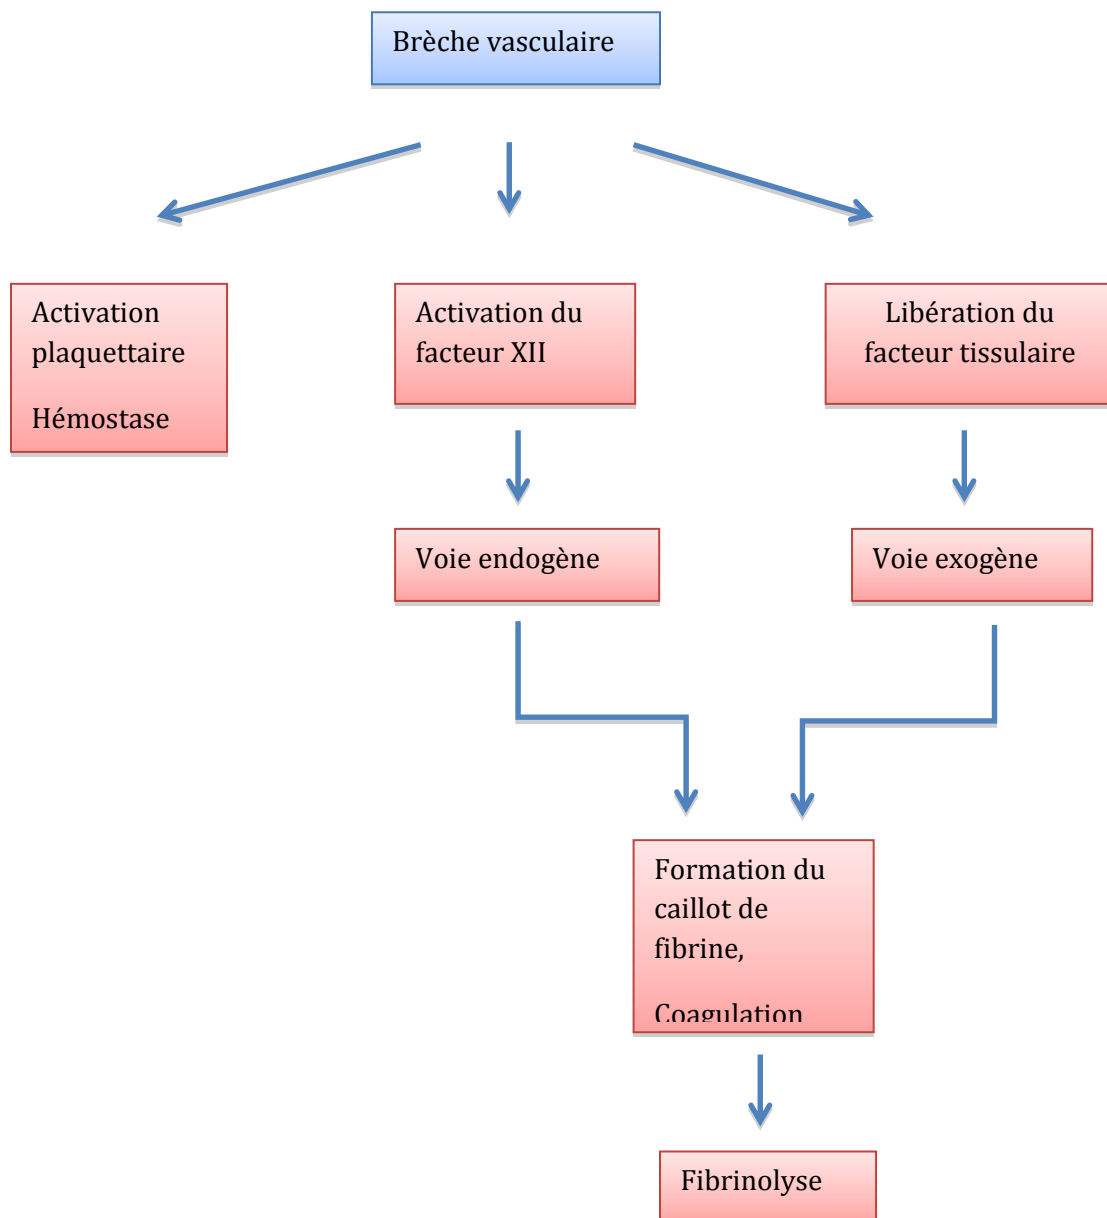 Brèche vasculaire
Activation
plaquettaire
Hémostase
Activation du
facteur XII
Libération du
facteur tissulaire
Voie endogène
Voie exogène
Formation du
caillot de
fibrine,
Coagulation
Fibrinolyse